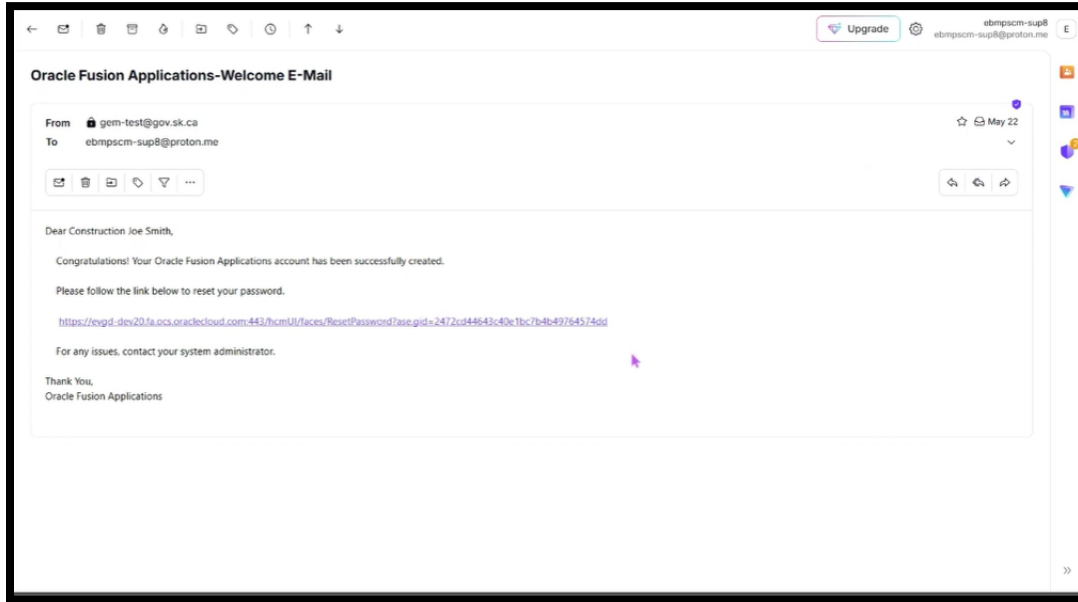 Upgrade
ebmpscm-sup8
ebmpscm-sup8@proton.me
E
Oracle Fusion Applications-Welcome E-Mail
From gem-test@gov.sk.ca
May 22
To ebmpscm-sup8@proton.me
Dear Construction Joe Smith,
Congratulations! Your Oracle Fusion Applications account has been successfully created.
Please follow the link below to reset your password.
https://evgd-dev20.fa.ocs.oraclecloud.com:443/hcmUI/faces/ResetPassword?ase.gid=2472cd44643c40e1bc7b4b49764574dd
For any issues, contact your system administrator.
Thank You,
Oracle Fusion Applications